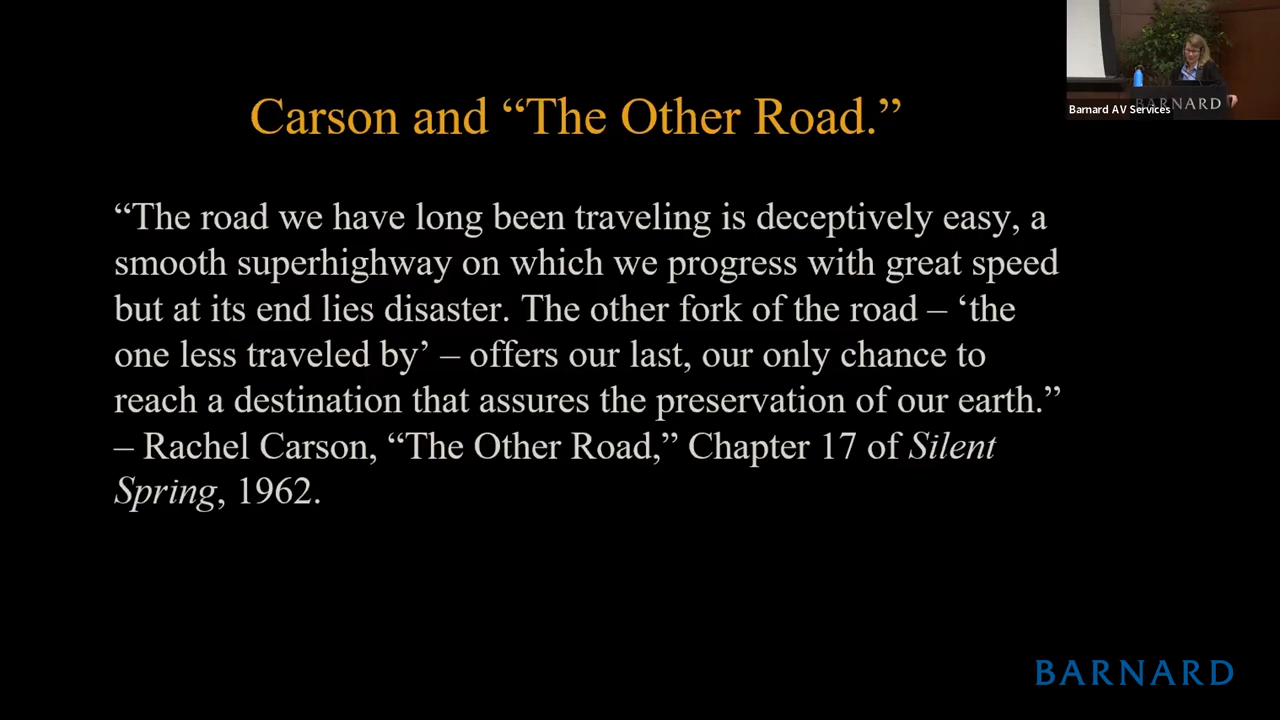 Carson and “The Other Road.”
“The road we have long been traveling is deceptively easy, a
smooth superhighway on which we progress with great speed
but at its end lies disaster. The other fork of the road – ‘the
one less traveled by’ – offers our last, our only chance to
reach a destination that assures the preservation of our earth.”
– Rachel Carson, “The Other Road,” Chapter 17 of Silent
Spring, 1962.
BARNARD
Barnard AV Services
BARNARD